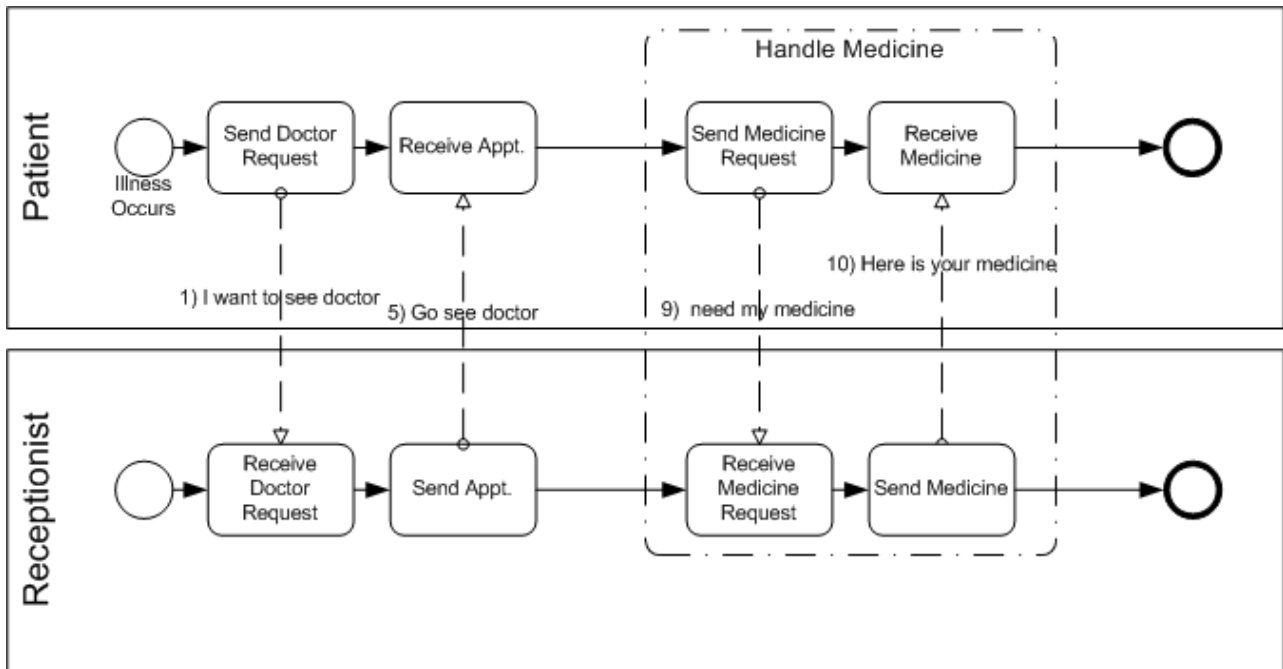 Handle Medicine
Patient
Send Doctor
Request
Receive Appt.
Send Medicine
Request
Receive
Medicine
Illness
Occurs
1) I want to see doctor
5) Go see doctor
9)  need my medicine
10) Here is your medicine
Receptionist
Receive
Doctor
Request
Send Appt.
Receive
Medicine
Request
Send Medicine